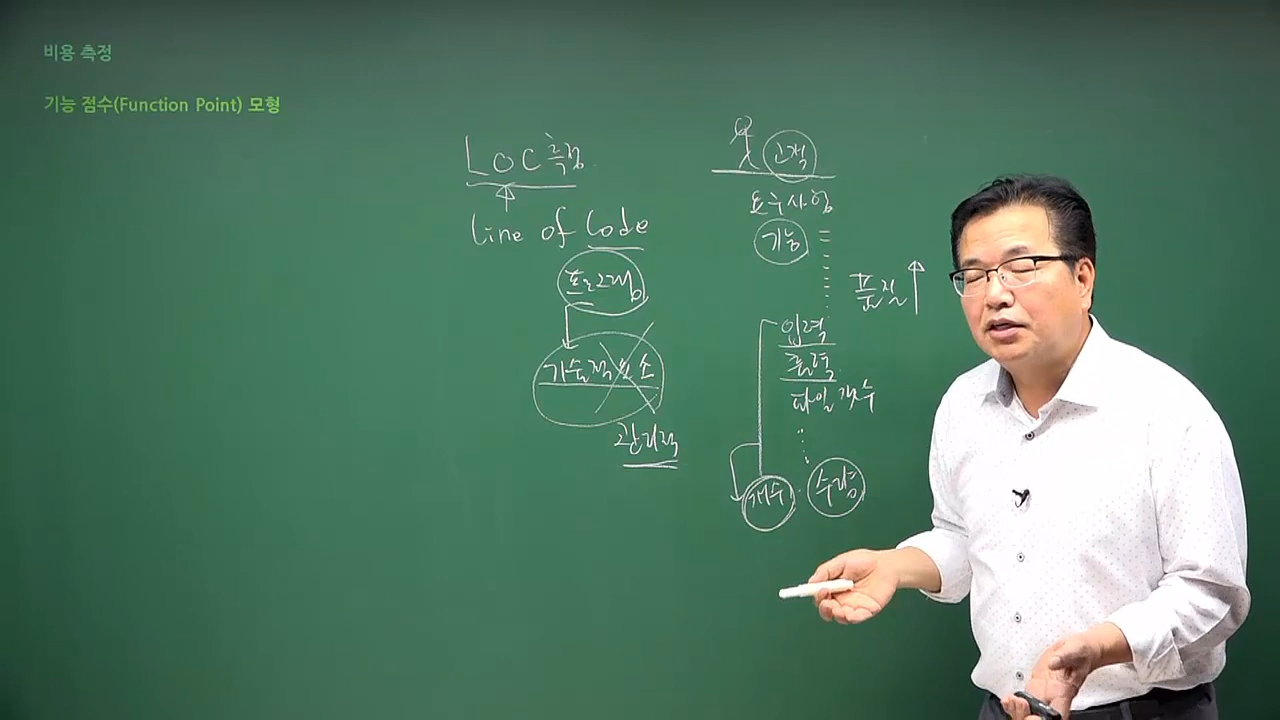 비용 측정
기능 점수(Function Point) 모형
LOC 측정
Line of Code
프로그램
기술적 요소
관리적
고객
요구사항
기능
품질
입력
출력
파일 갯수
개수
수량